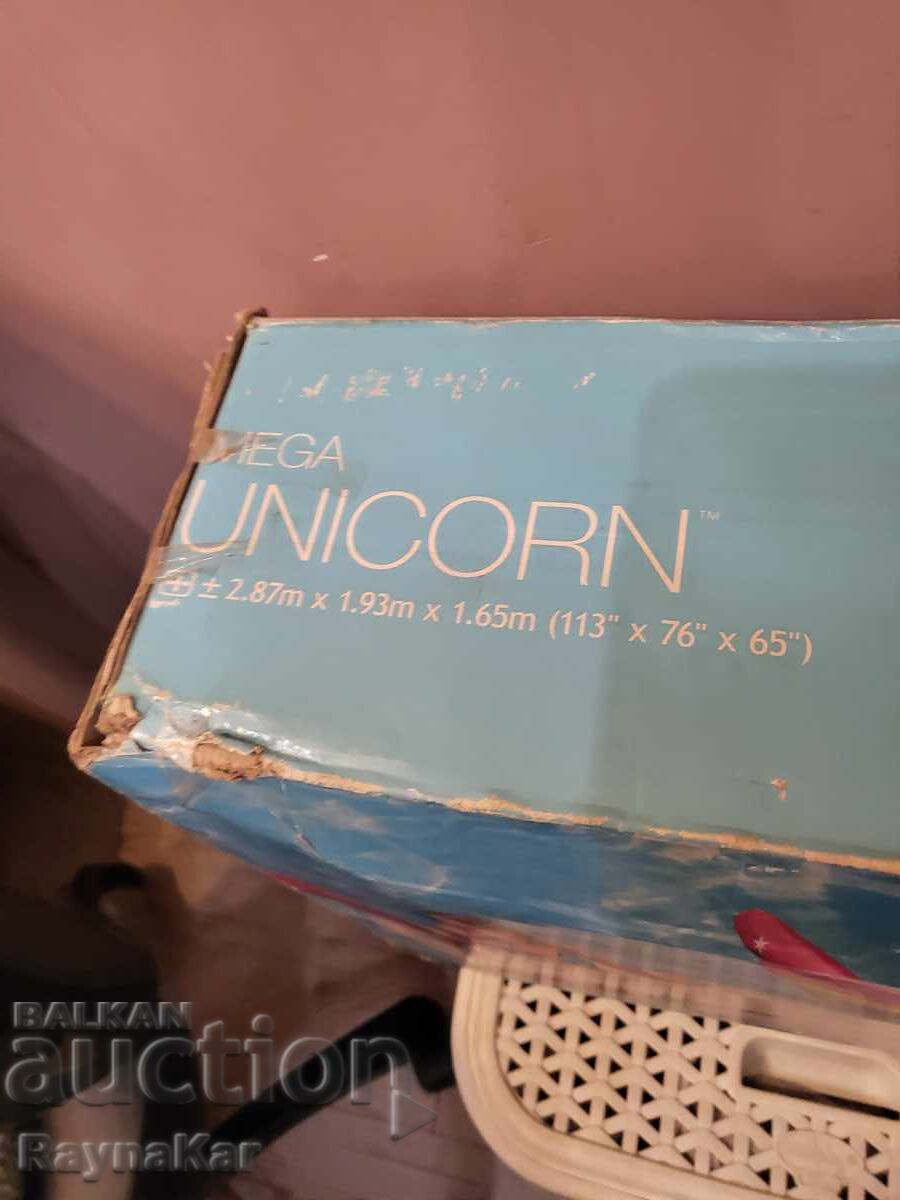 MEGA
UNICORN™
± 2.87m x 1.93m x 1.65m (113" x 76" x 65")
BALKAN
auction
RaynaKar